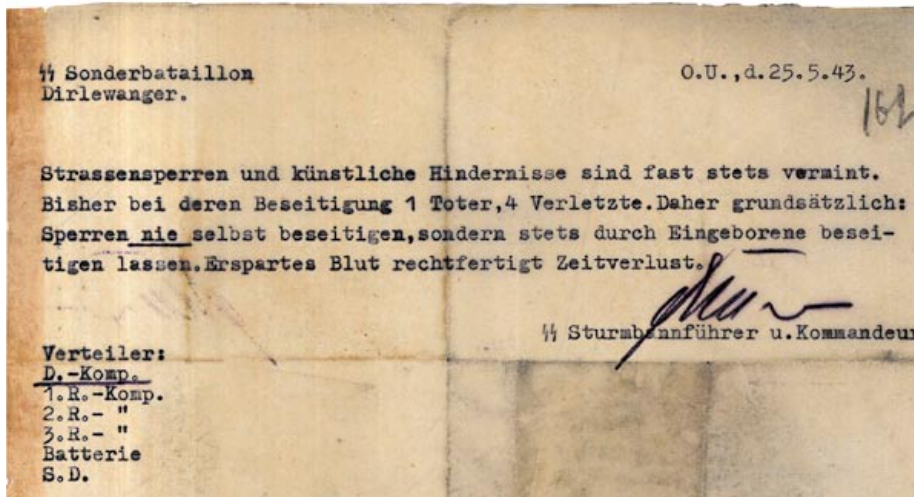 ᛋᛋ Sonderbataillon
Dirlewanger.
O.U.,d.25.5.43.
Strassensperren und künstliche Hindernisse sind fast stets vermint.
Bisher bei deren Beseitigung 1 Toter,4 Verletzte.Daher grundsätzlich:
Sperren nie selbst beseitigen,sondern stets durch Eingeborene besei-
tigen lassen.Erspartes Blut rechtfertigt Zeitverlust.
ᛋᛋ Sturmbannführer u.Kommandeur
Verteiler:
D.-Komp.
1.R.-Komp.
2.R.- "
3.R.- "
Batterie
S.D.